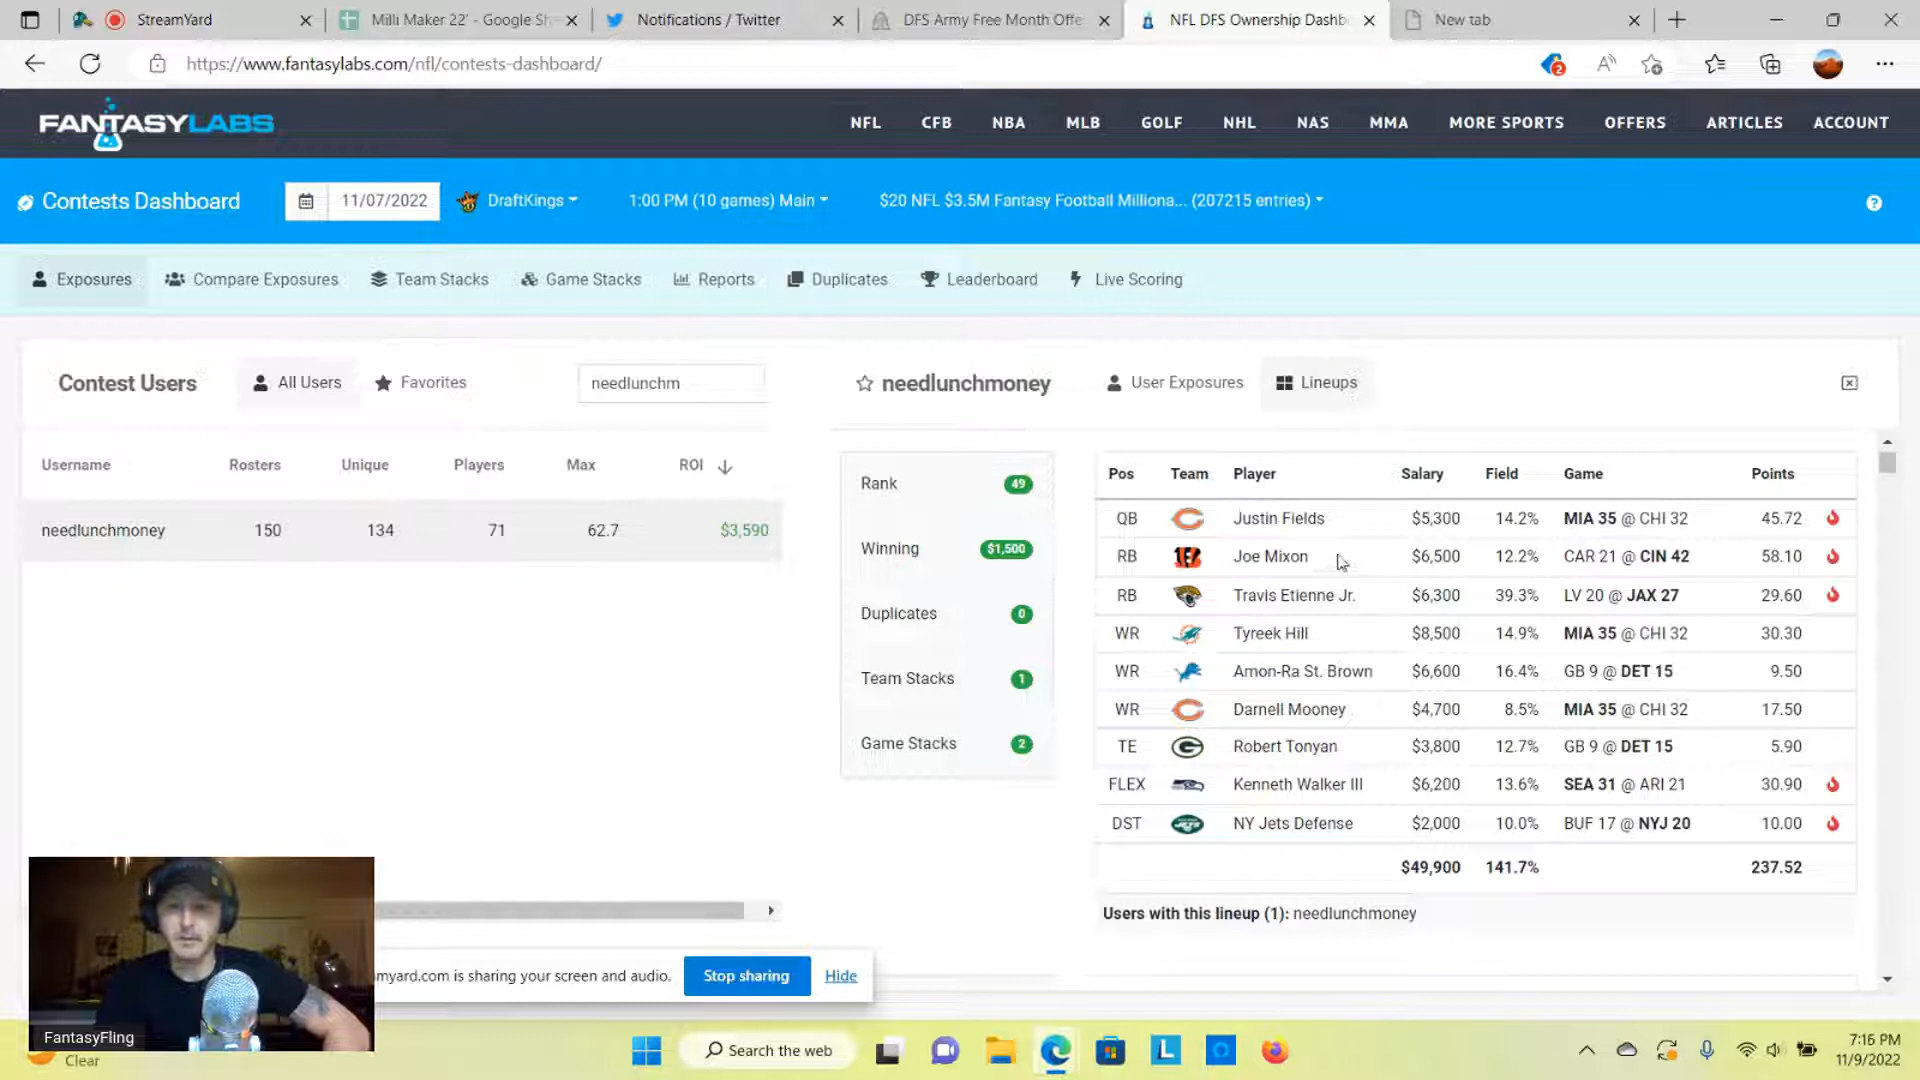 StreamYard
Milli Maker 22' - Google Sh
Notifications / Twitter
DFS Army Free Month Offe
NFL DFS Ownership Dashb
New tab
https://www.fantasylabs.com/nfl/contests-dashboard/
2
FANTASYLABS
NFL CFB NBA MLB GOLF NHL NAS MMA MORE SPORTS OFFERS ARTICLES ACCOUNT
Contests Dashboard
11/07/2022
DraftKings
1:00 PM (10 games) Main
$20 NFL $3.5M Fantasy Football Milliona... (207215 entries)
Exposures
Compare Exposures
Team Stacks
Game Stacks
Reports
Duplicates
Leaderboard
Live Scoring
Contest Users
All Users
Favorites
needlunchm
Username Rosters Unique Players Max ROI
needlunchmoney 150 134 71 62.7 $3,590
needlunchmoney
User Exposures
Lineups
Rank 49
Winning $1,500
Duplicates 0
Team Stacks 1
Game Stacks 2
Pos Team Player Salary Field Game Points
QB Justin Fields $5,300 14.2% MIA 35 @ CHI 32 45.72
RB Joe Mixon $6,500 12.2% CAR 21 @ CIN 42 58.10
RB Travis Etienne Jr. $6,300 39.3% LV 20 @ JAX 27 29.60
WR Tyreek Hill $8,500 14.9% MIA 35 @ CHI 32 30.30
WR Amon-Ra St. Brown $6,600 16.4% GB 9 @ DET 15 9.50
WR Darnell Mooney $4,700 8.5% MIA 35 @ CHI 32 17.50
TE Robert Tonyan $3,800 12.7% GB 9 @ DET 15 5.90
FLEX Kenneth Walker III $6,200 13.6% SEA 31 @ ARI 21 30.90
DST NY Jets Defense $2,000 10.0% BUF 17 @ NYJ 20 10.00
$49,900 141.7% 237.52
Users with this lineup (1): needlunchmoney
myard.com is sharing your screen and audio.
Stop sharing
Hide
FantasyFling
Clear
Search the web
7:16 PM
11/9/2022